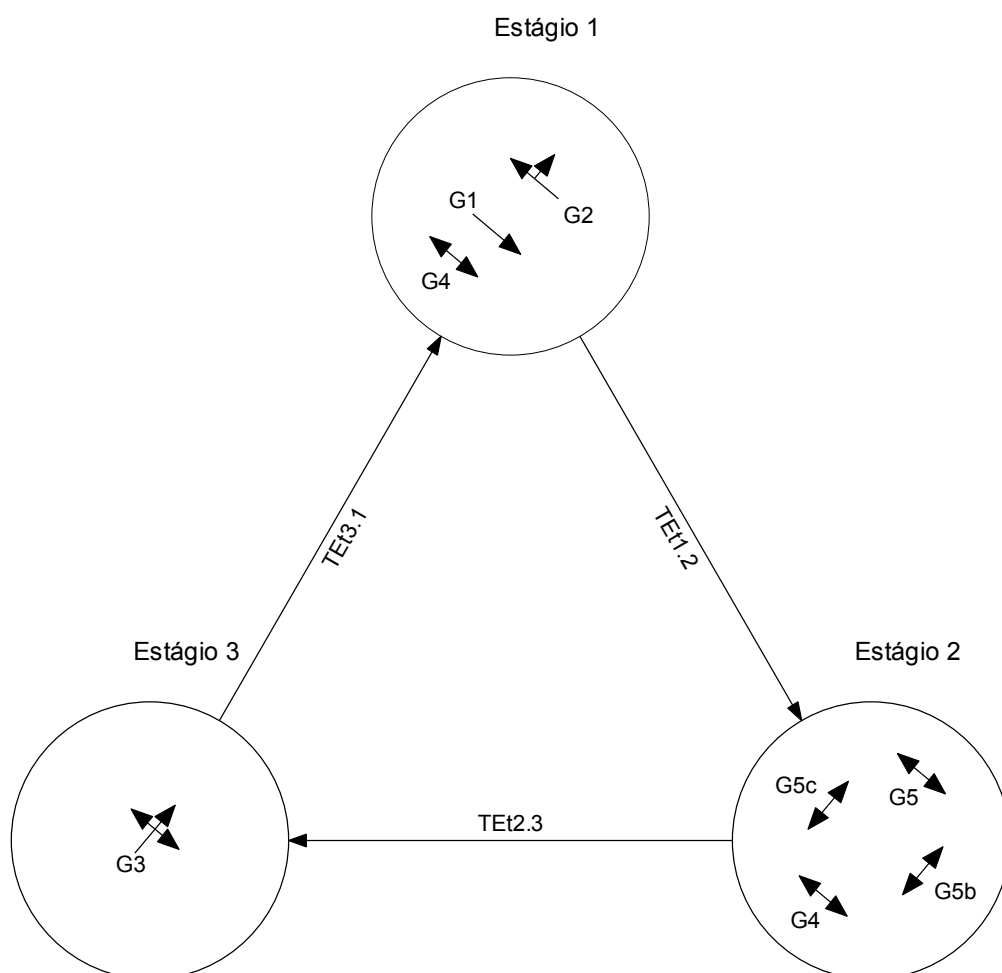 Estágio 1
G1
G2
G4
TEt3.1
TEt1.2
Estágio 3
Estágio 2
G5c
G5
TEt2.3
G3
G4
G5b